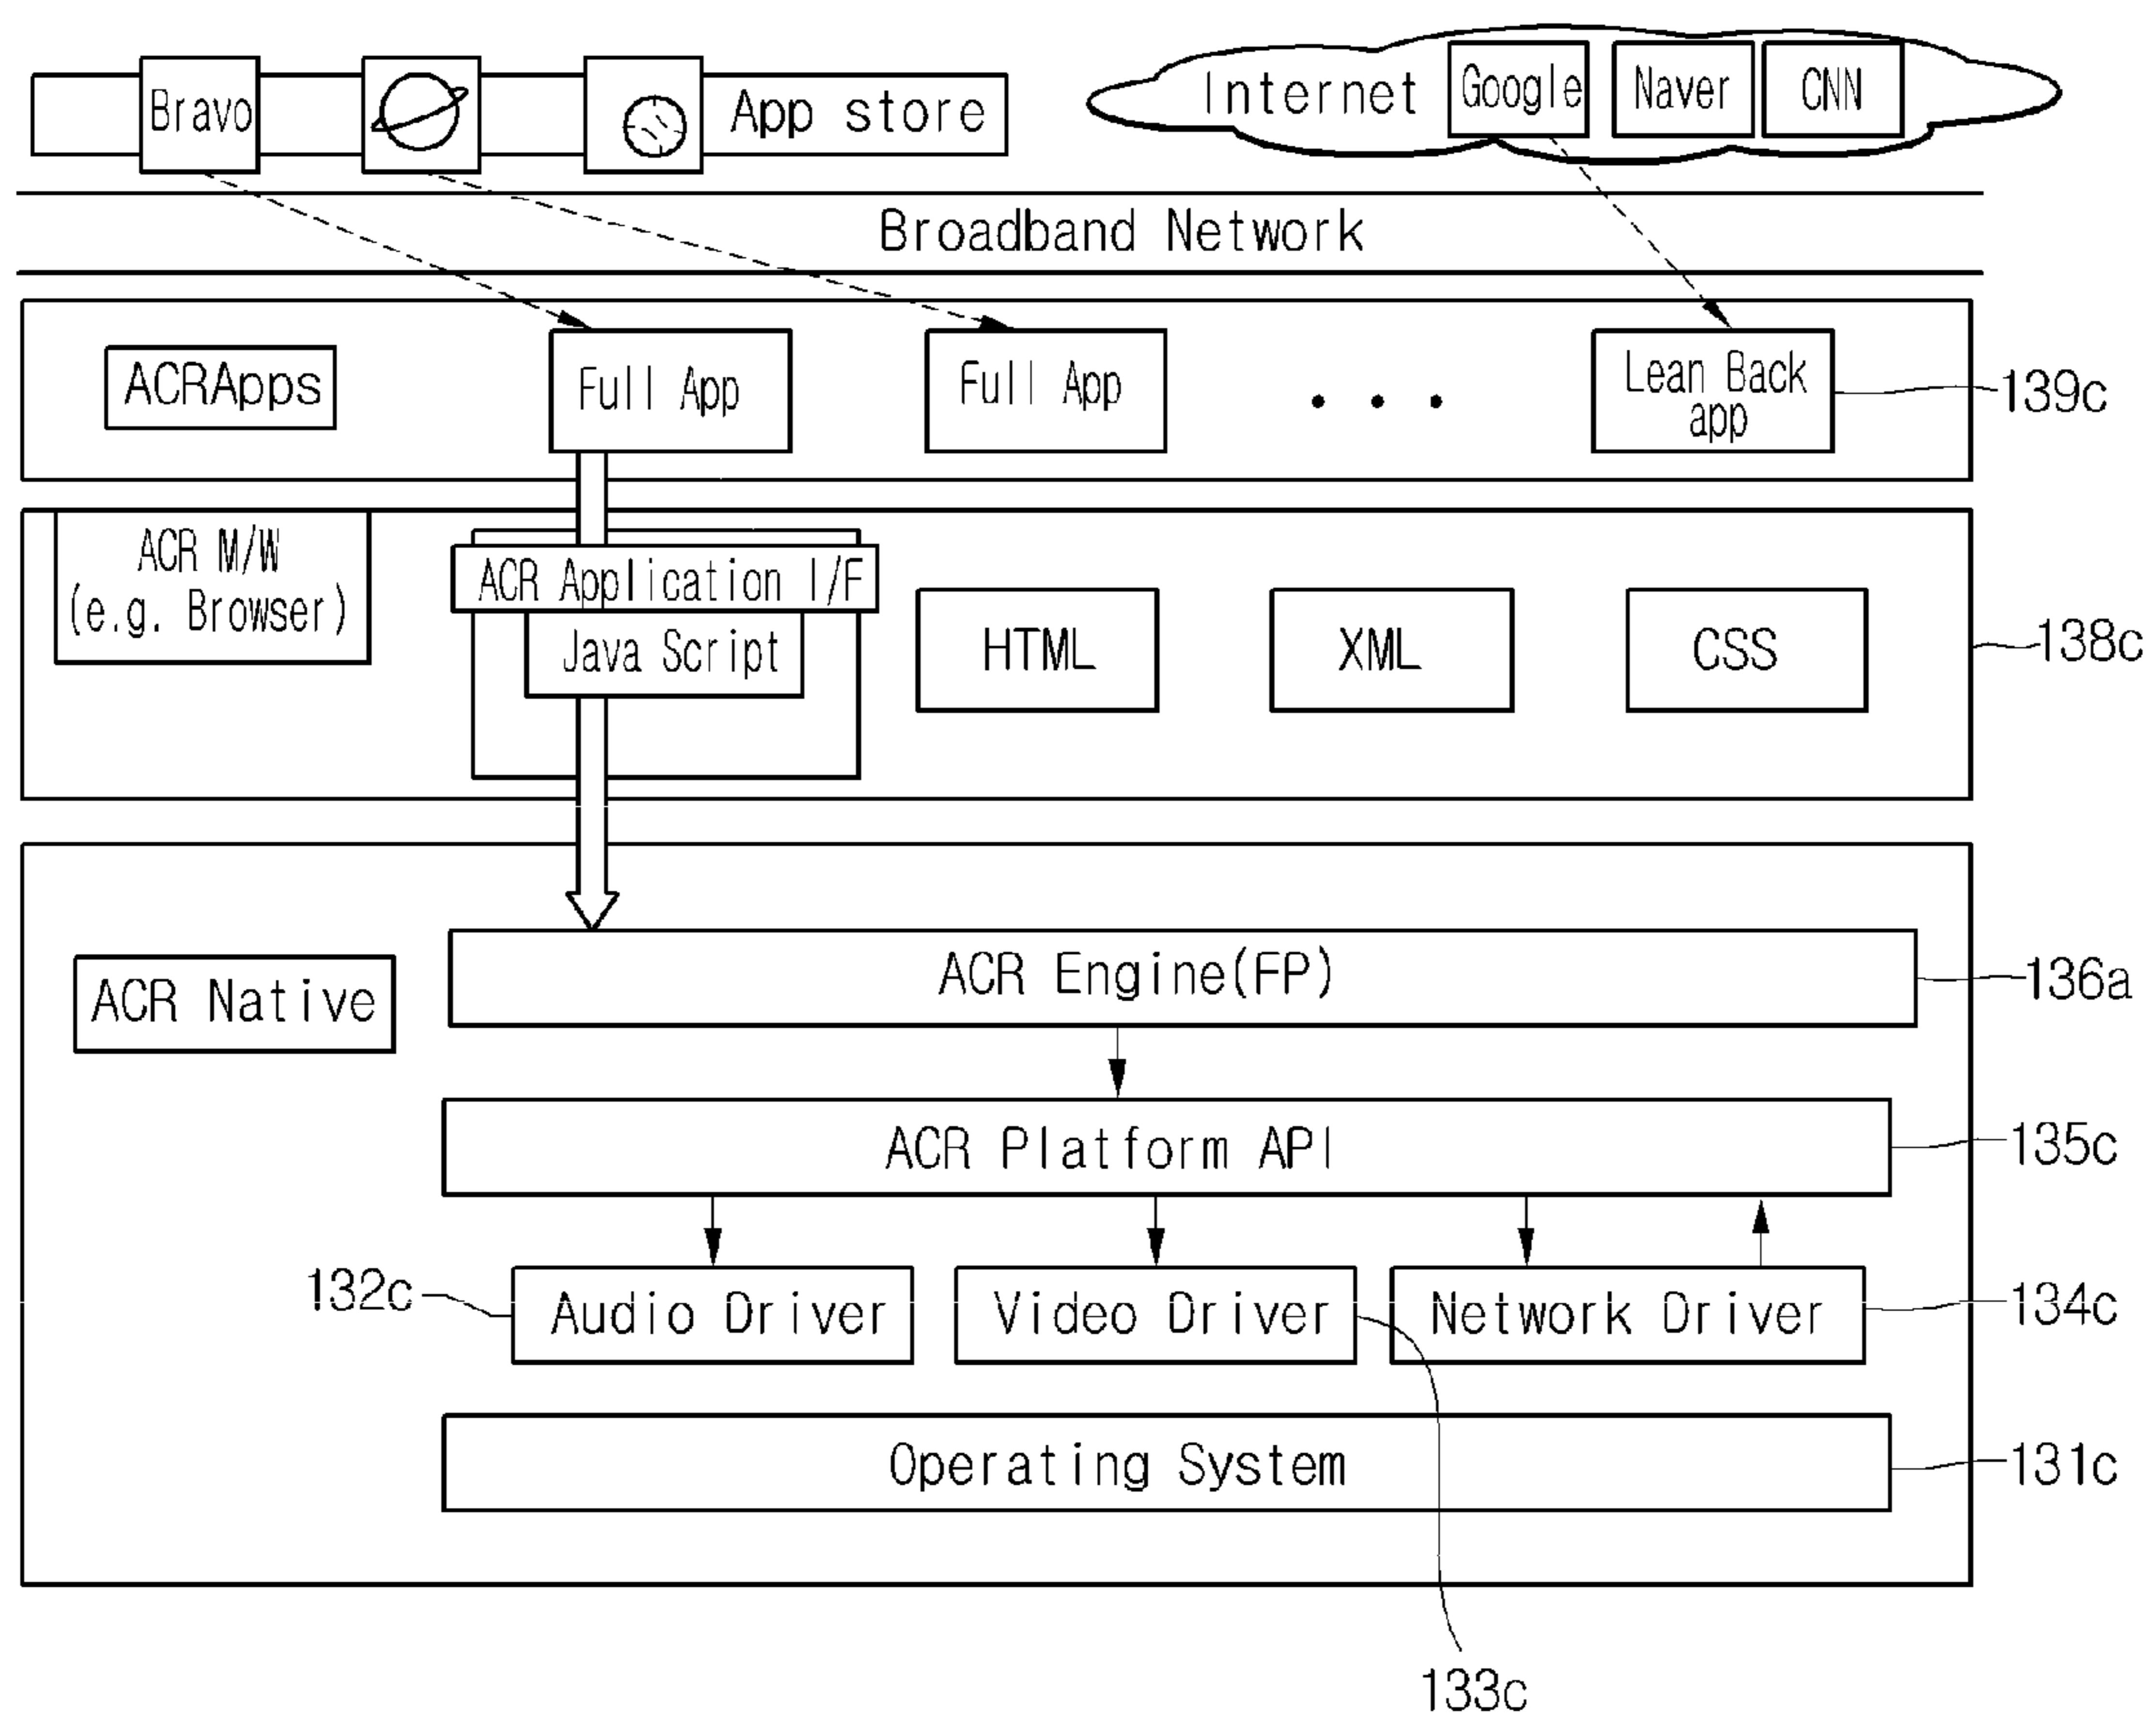 Bravo
App store
Internet
Google
Naver
CNN
Broadband Network
ACRApps
Full App
Full App
Lean Back
app
139c
ACR M/W
(e.g. Browser)
ACR Application I/F
Java Script
HTML
XML
CSS
138c
ACR Native
ACR Engine(FP)
136a
ACR Platform API
135c
132c
Audio Driver
Video Driver
Network Driver
134c
Operating System
131c
133c